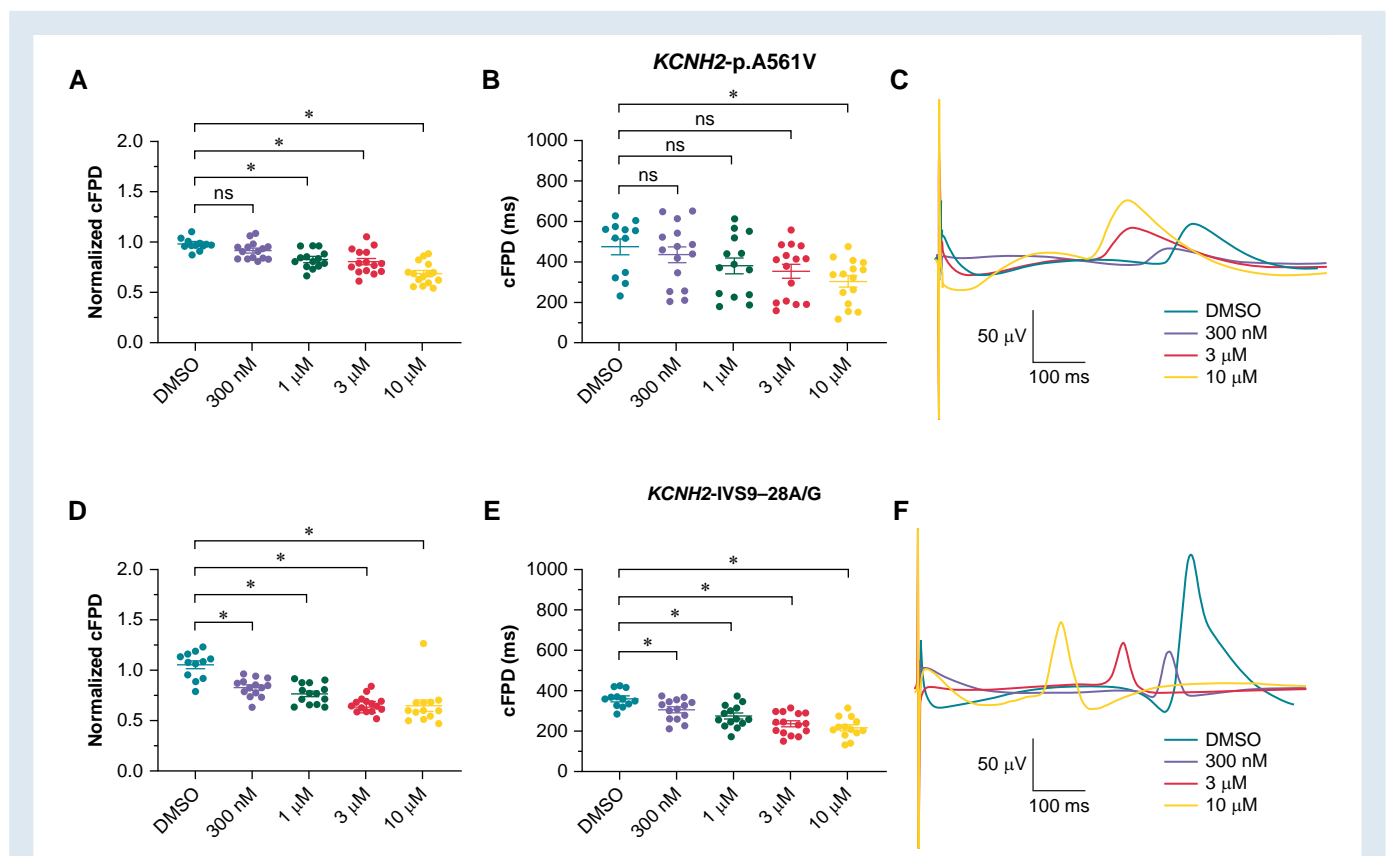 KCNH2-p.A561V
A
Normalized cFPD
2.0
1.5
1.0
0.5
0.0
ns
*
*
*
DMSO
300 nM
1 μM
3 μM
10 μM
B
cFPD (ms)
1000
800
600
400
200
0
ns
ns
ns
*
DMSO
300 nM
1 μM
3 μM
10 μM
C
50 μV
100 ms
DMSO
300 nM
3 μM
10 μM
KCNH2-IVS9–28A/G
D
Normalized cFPD
2.0
1.5
1.0
0.5
0.0
*
*
*
*
DMSO
300 nM
1 μM
3 μM
10 μM
E
cFPD (ms)
1000
800
600
400
200
0
*
*
*
*
DMSO
300 nM
1 μM
3 μM
10 μM
F
50 μV
100 ms
DMSO
300 nM
3 μM
10 μM